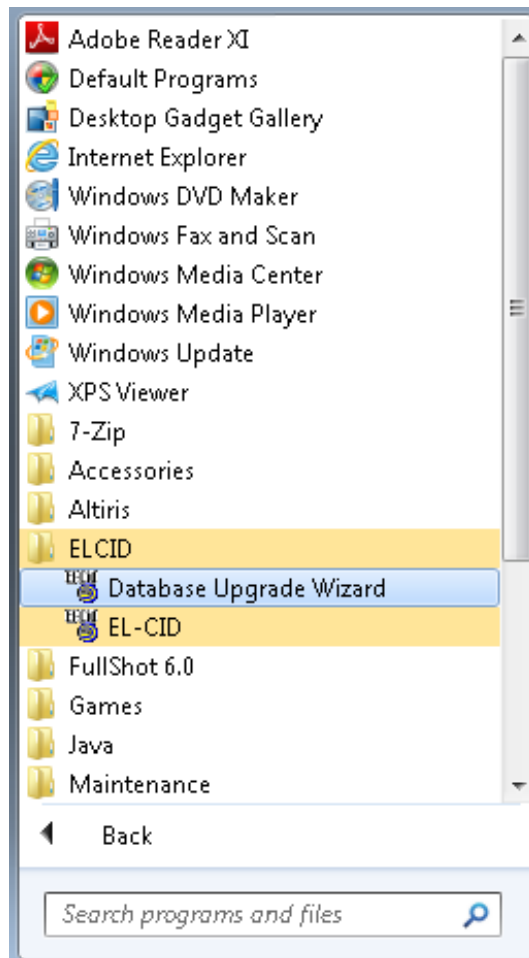 Adobe Reader XI
Default Programs
Desktop Gadget Gallery
Internet Explorer
Windows DVD Maker
Windows Fax and Scan
Windows Media Center
Windows Media Player
Windows Update
XPS Viewer
7-Zip
Accessories
Altiris
ELCID
Database Upgrade Wizard
EL-CID
FullShot 6.0
Games
Java
Maintenance
Back
Search programs and files